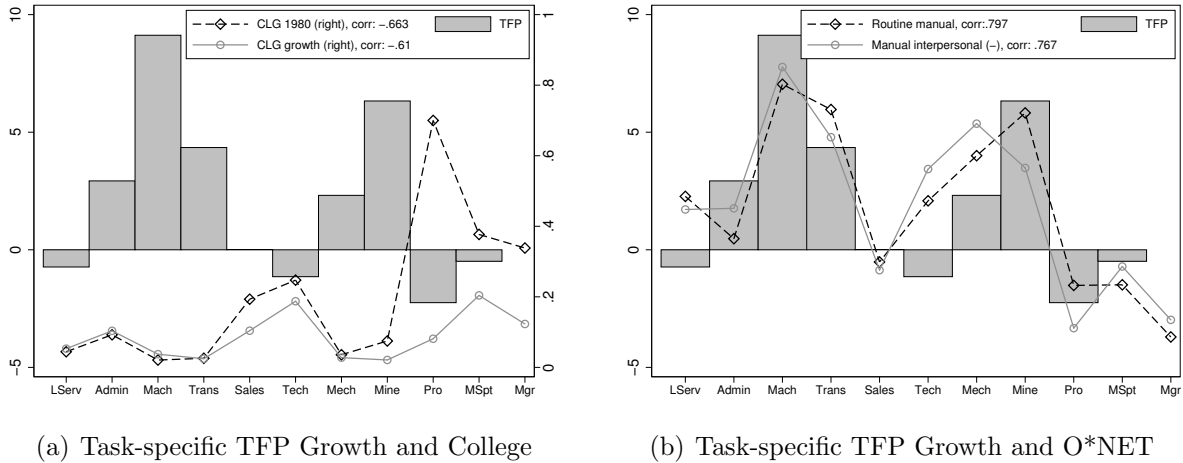 CLG 1980 (right), corr: −.663
CLG growth (right), corr: −.61
TFP
10
5
0
−5
1
.8
.6
.4
.2
0
LServ Admin Mach Trans Sales Tech Mech Mine Pro MSpt Mgr
(a) Task-specific TFP Growth and College
Routine manual, corr:.797
Manual interpersonal (−), corr: .767
TFP
10
5
0
−5
LServ Admin Mach Trans Sales Tech Mech Mine Pro MSpt Mgr
(b) Task-specific TFP Growth and O*NET